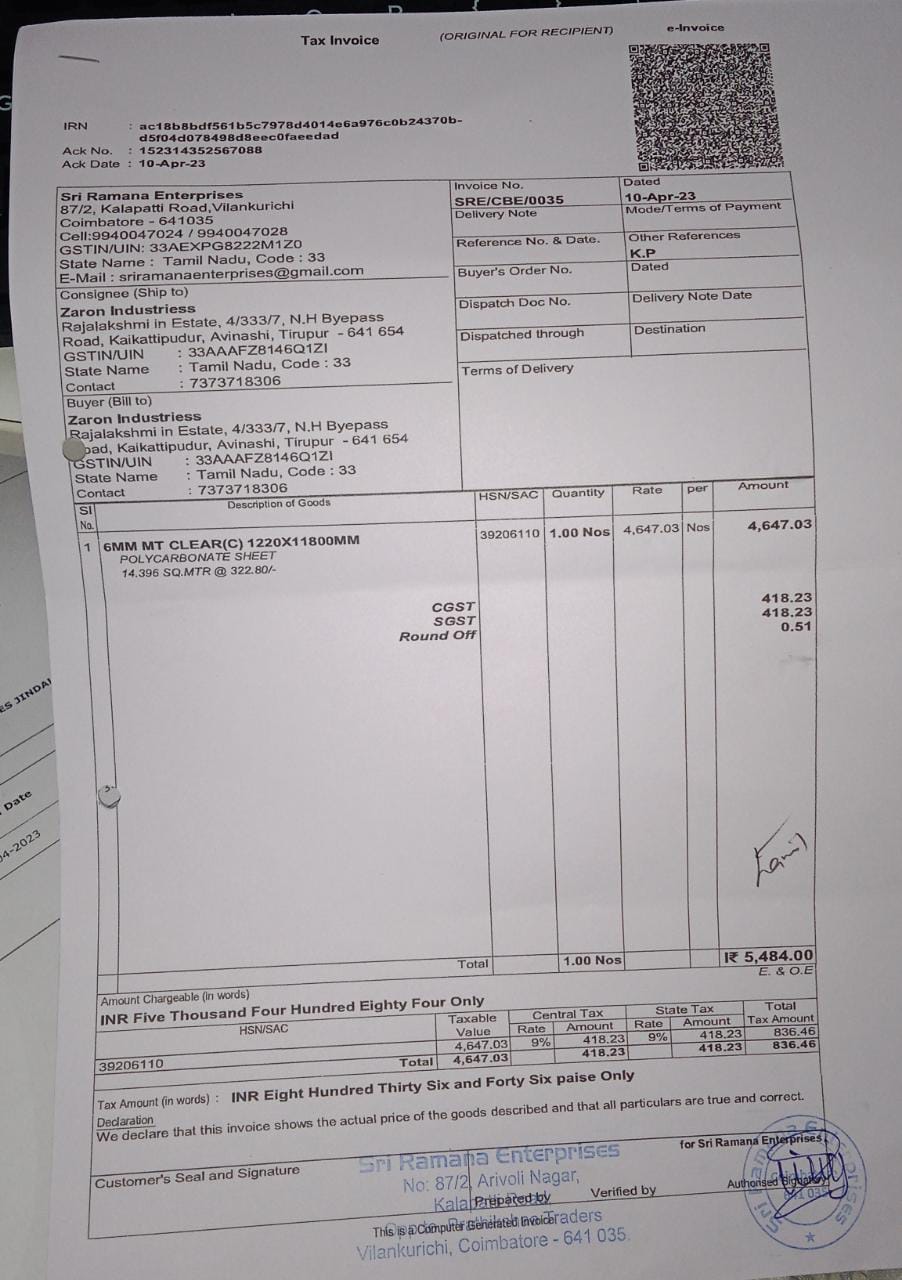 Tax Invoice
(ORIGINAL FOR RECIPIENT)
e-Invoice
IRN : ac18b8bdf561b5c7978d4014e6a976c0b24370b-
d5f04d078498d8eec0faeedad
Ack No. : 152314352567088
Ack Date : 10-Apr-23
Sri Ramana Enterprises
87/2, Kalapatti Road,Vilankurichi
Coimbatore - 641035
Cell:9940047024 / 9940047028
GSTIN/UIN: 33AEXPG8222M1Z0
State Name : Tamil Nadu, Code : 33
E-Mail : sriramanaenterprises@gmail.com
Invoice No.
SRE/CBE/0035
Dated
10-Apr-23
Delivery Note
Mode/Terms of Payment
Reference No. & Date.
Other References
K.P
Buyer's Order No.
Dated
Dispatch Doc No.
Delivery Note Date
Dispatched through
Destination
Terms of Delivery
Consignee (Ship to)
Zaron Industriess
Rajalakshmi in Estate, 4/333/7, N.H Byepass
Road, Kaikattipudur, Avinashi, Tirupur - 641 654
GSTIN/UIN : 33AAAFZ8146Q1ZI
State Name : Tamil Nadu, Code : 33
Contact : 7373718306
Buyer (Bill to)
Zaron Industriess
Rajalakshmi in Estate, 4/333/7, N.H Byepass
oad, Kaikattipudur, Avinashi, Tirupur - 641 654
GSTIN/UIN : 33AAAFZ8146Q1ZI
State Name : Tamil Nadu, Code : 33
Contact : 7373718306
Sl No. Description of Goods HSN/SAC Quantity Rate per Amount
1 6MM MT CLEAR(C) 1220X11800MM 39206110 1.00 Nos 4,647.03 Nos 4,647.03
POLYCARBONATE SHEET
14.396 SQ.MTR @ 322.80/-
CGST 418.23
SGST 418.23
Round Off 0.51
Total 1.00 Nos I₹ 5,484.00
E. & O.E
Amount Chargeable (in words)
INR Five Thousand Four Hundred Eighty Four Only
HSN/SAC Taxable Value Central Tax State Tax Total Tax Amount
Rate Amount Rate Amount
39206110 4,647.03 9% 418.23 9% 418.23 836.46
Total 4,647.03 418.23 418.23 836.46
Tax Amount (in words) : INR Eight Hundred Thirty Six and Forty Six paise Only
Declaration
We declare that this invoice shows the actual price of the goods described and that all particulars are true and correct.
Customer's Seal and Signature
for Sri Ramana Enterprises
Sri Ramana Enterprises
No: 87/2, Arivoli Nagar,
Prepared by
Verified by
Authorised Signatory
This is a Computer Generated Invoice
Traders
Vilankurichi, Coimbatore - 641 035.
ES JINDAL
Date
04-2023